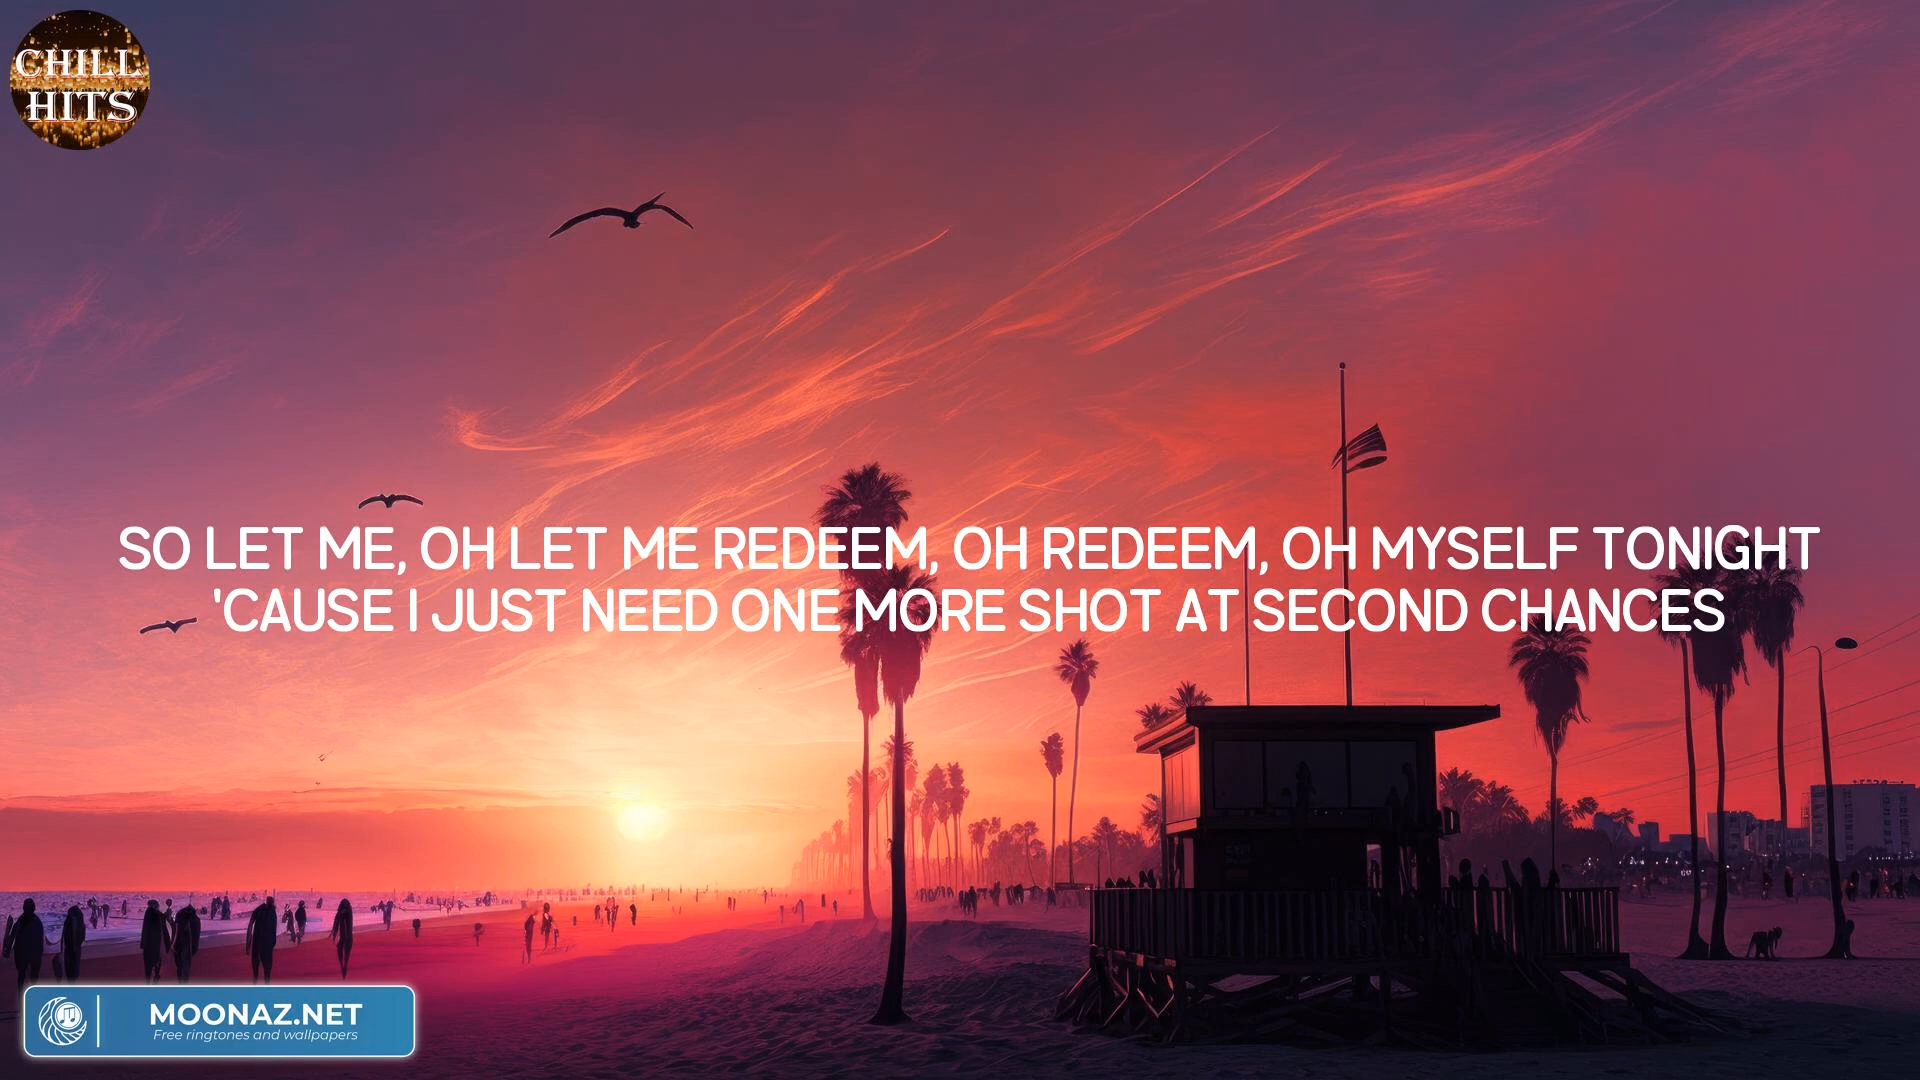 CHILL
HITS
SO LET ME, OH LET ME REDEEM, OH REDEEM, OH MYSELF TONIGHT
'CAUSE I JUST NEED ONE MORE SHOT AT SECOND CHANCES
MOONAZ.NET
Free ringtones and wallpapers